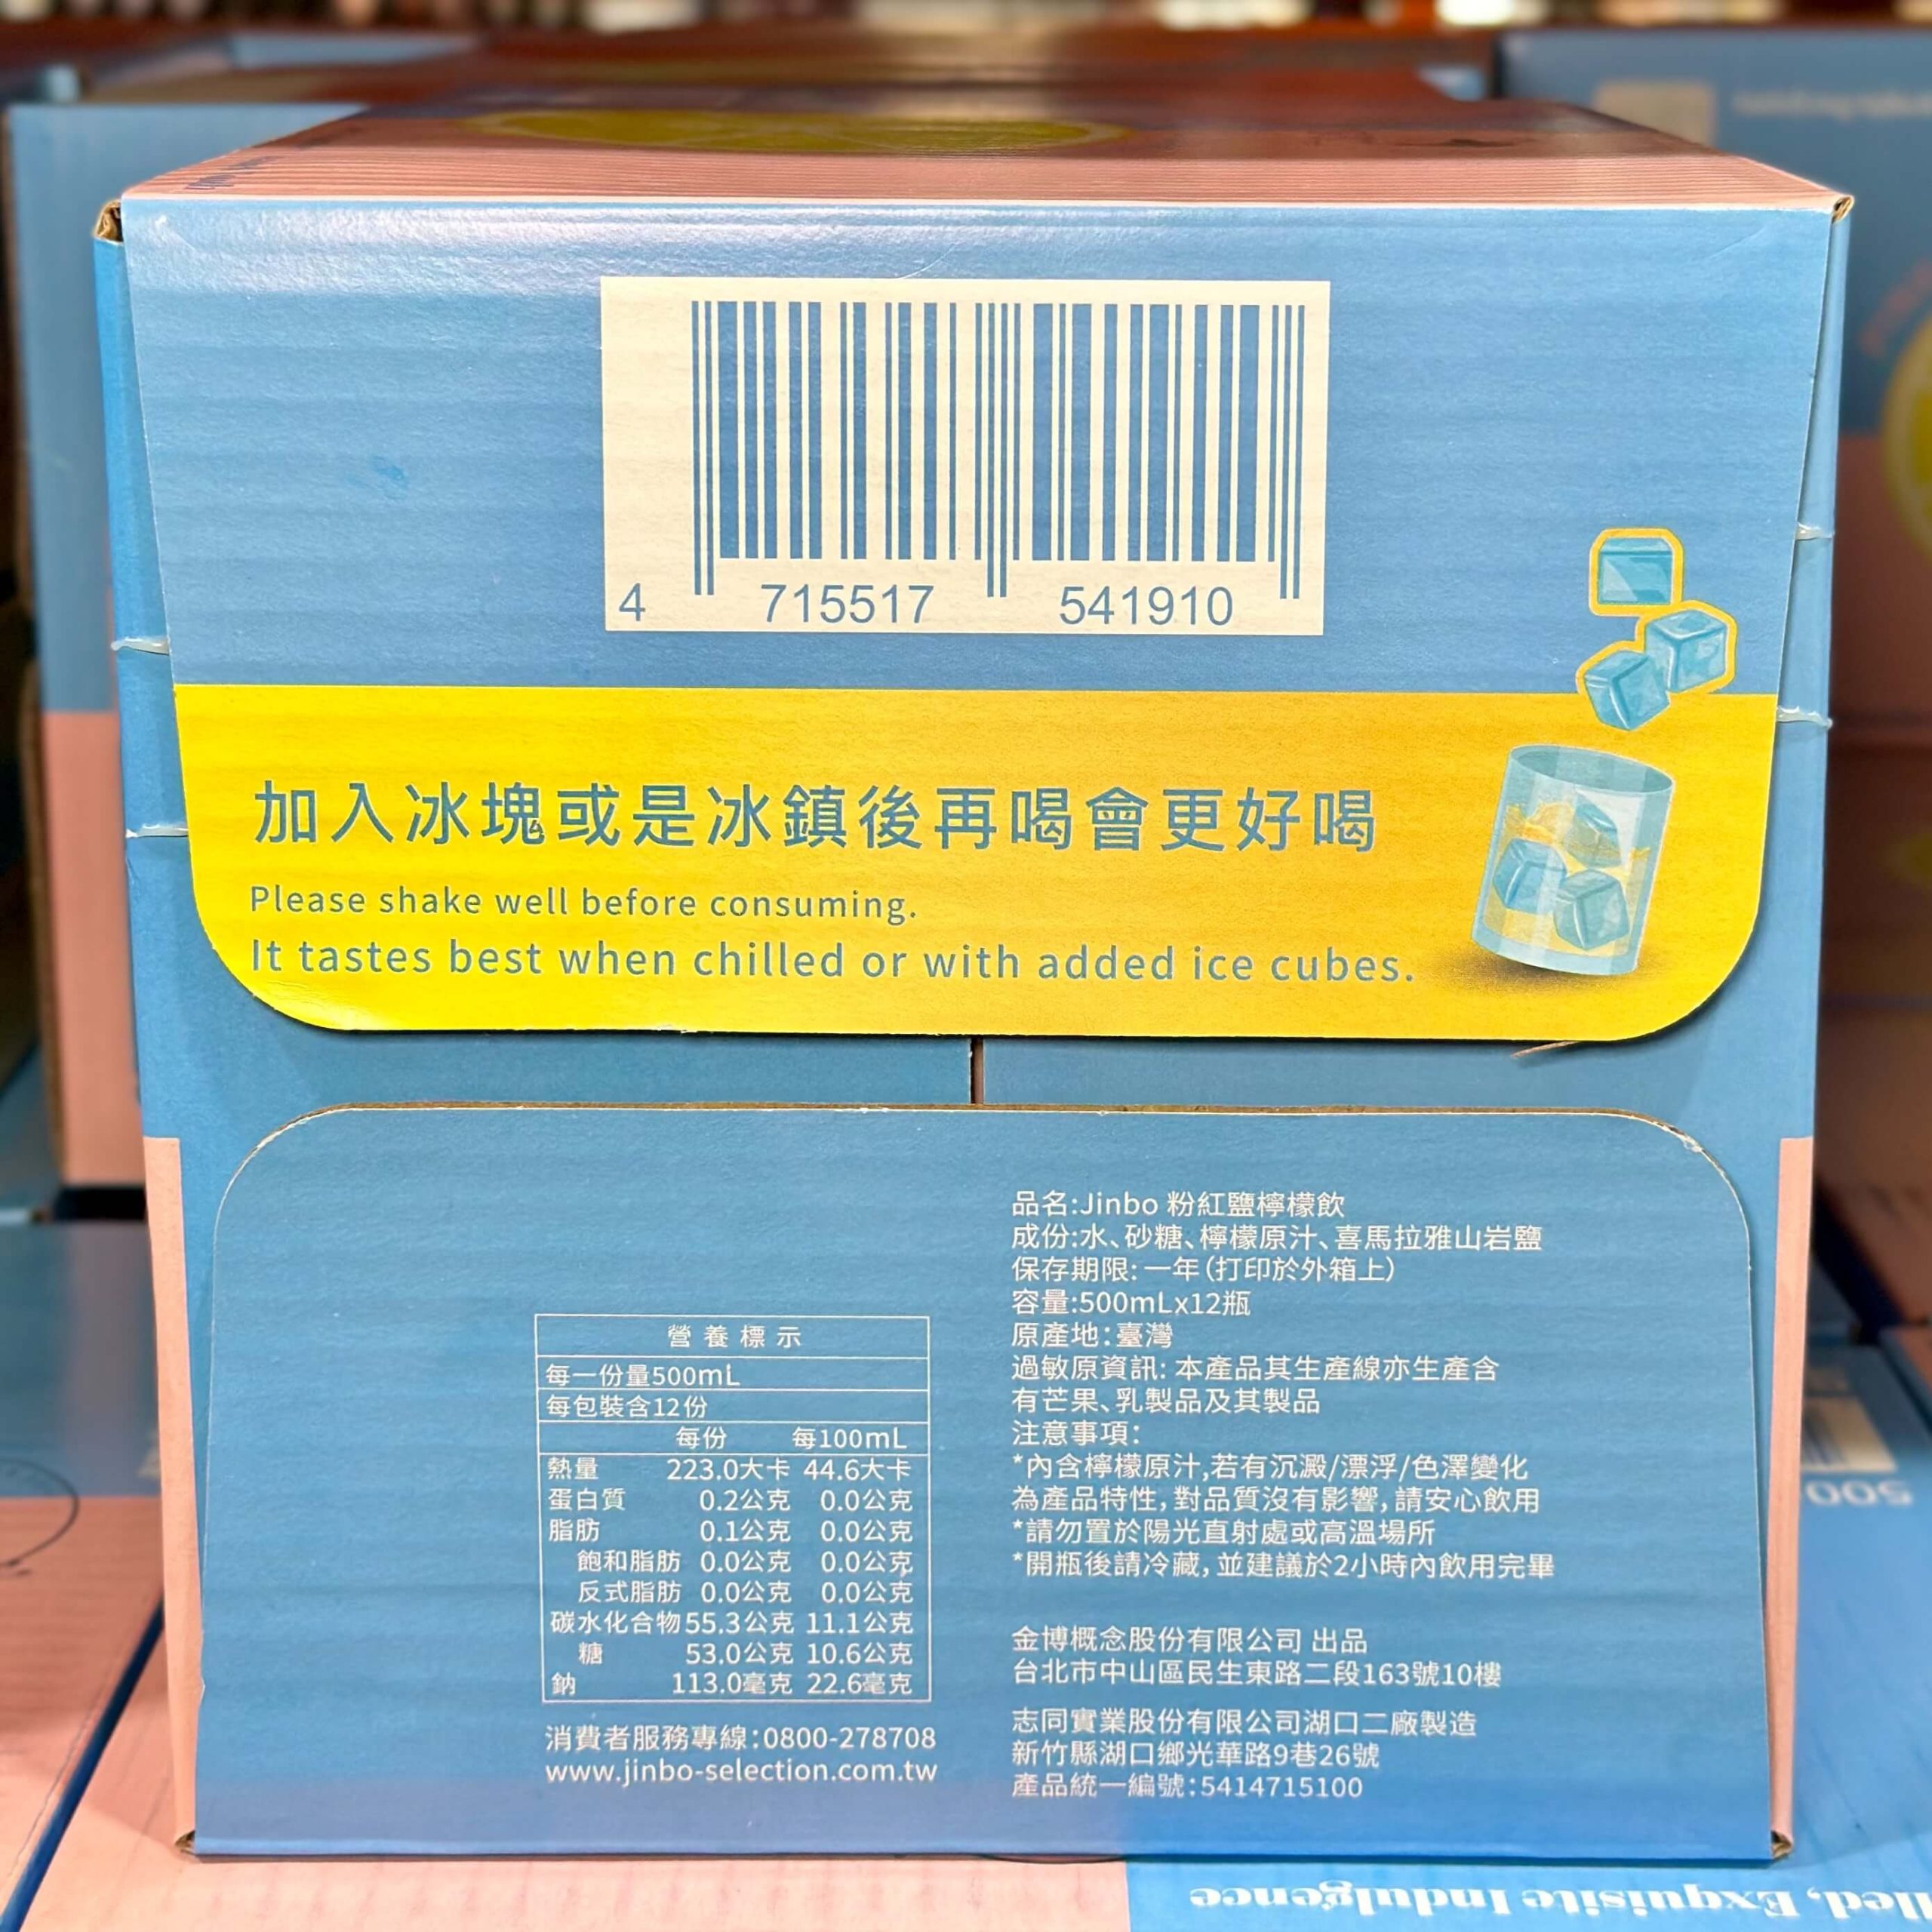 4 715517 541910
加入冰塊或是冰鎮後再喝會更好喝
Please shake well before consuming.
It tastes best when chilled or with added ice cubes.
營養標示
每一份量500mL
每包裝含12份
每份 每100mL
熱量 223.0大卡 44.6大卡
蛋白質 0.2公克 0.0公克
脂肪 0.1公克 0.0公克
飽和脂肪 0.0公克 0.0公克
反式脂肪 0.0公克 0.0公克
碳水化合物 55.3公克 11.1公克
糖 53.0公克 10.6公克
鈉 113.0毫克 22.6毫克
消費者服務專線:0800-278708
www.jinbo-selection.com.tw
品名:Jinbo 粉紅鹽檸檬飲
成份:水、砂糖、檸檬原汁、喜馬拉雅山岩鹽
保存期限:一年(打印於外箱上)
容量:500mLx12瓶
原產地:臺灣
過敏原資訊: 本產品其生產線亦生產含
有芒果、乳製品及其製品
注意事項:
*內含檸檬原汁,若有沉澱/漂浮/色澤變化
為產品特性,對品質沒有影響,請安心飲用
*請勿置於陽光直射處或高溫場所
*開瓶後請冷藏,並建議於2小時內飲用完畢
金博概念股份有限公司 出品
台北市中山區民生東路二段163號10樓
志同實業股份有限公司湖口二廠製造
新竹縣湖口鄉光華路9巷26號
產品統一編號:5414715100
500
Exquisite Indulgence